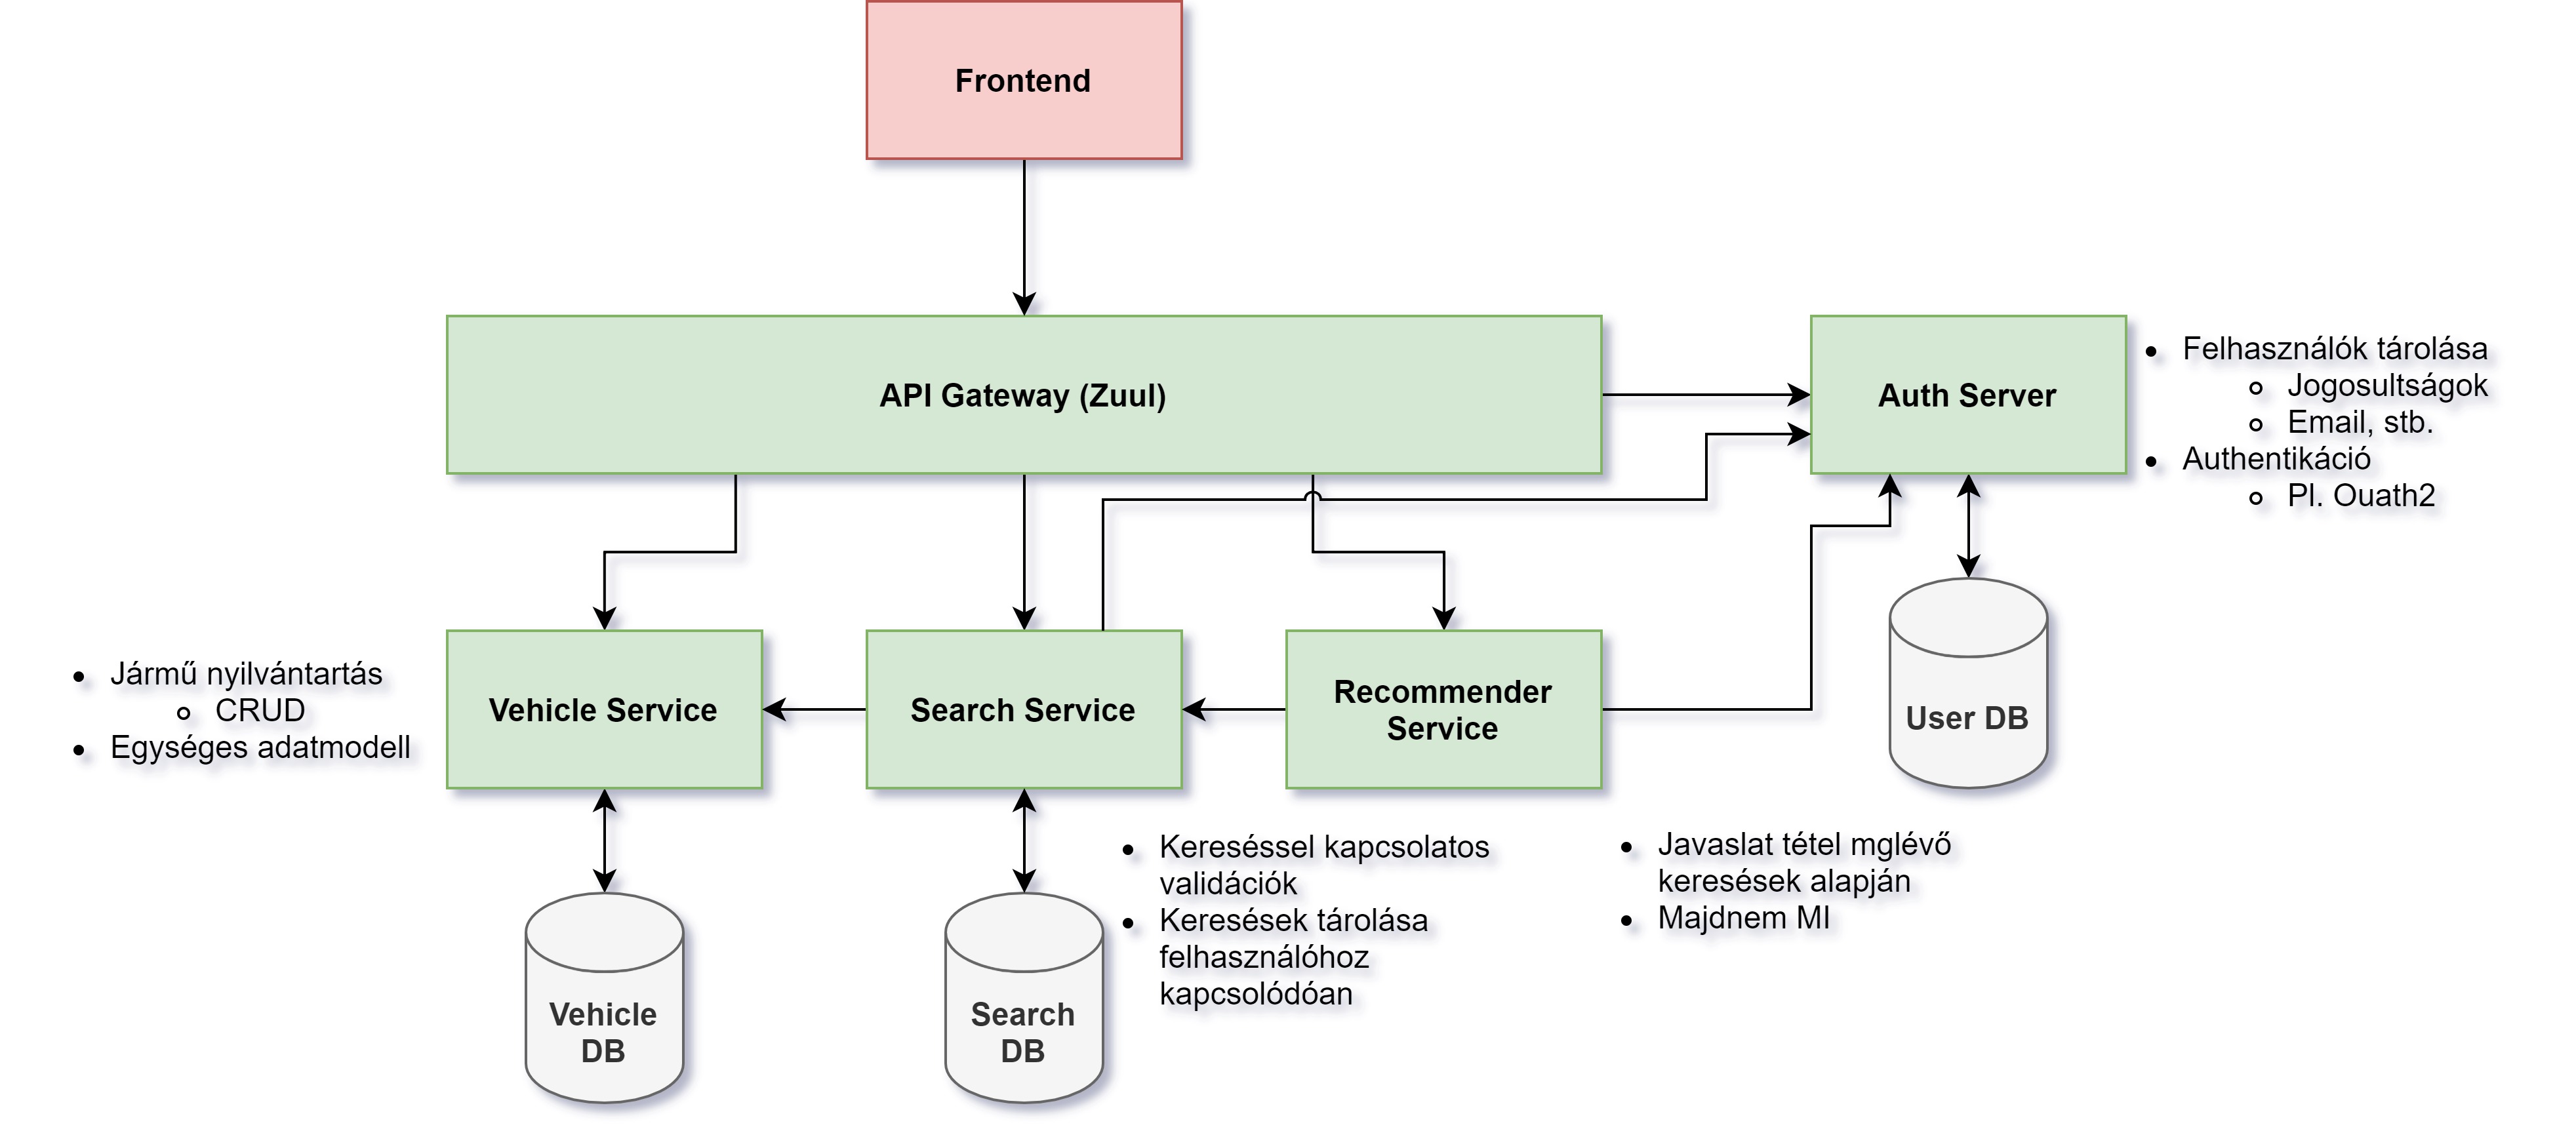 Frontend
API Gateway (Zuul)
Auth Server
Felhasználók tárolása
Jogosultságok
Email, stb.
Authentikáció
Pl. Ouath2
Jármű nyilvántartás
CRUD
Egységes adatmodell
Vehicle Service
Search Service
Recommender
Service
User DB
Kereséssel kapcsolatos
validációk
Keresések tárolása
felhasználóhoz
kapcsolódóan
Javaslat tétel mglévő
keresések alapján
Majdnem MI
Vehicle
DB
Search
DB